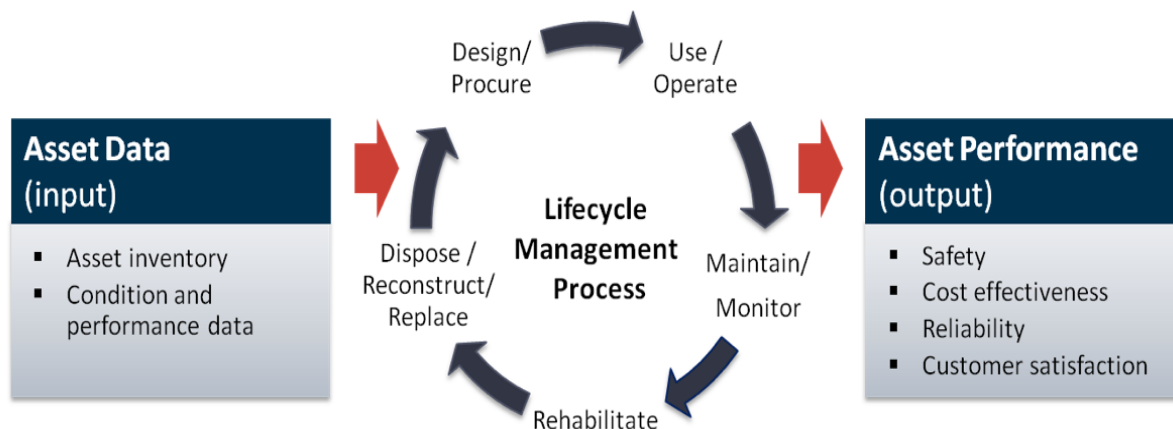 Asset Data
(input)
▪ Asset inventory
▪ Condition and
performance data
Design/
Procure
Use /
Operate
Maintain/
Monitor
Rehabilitate
Dispose /
Reconstruct/
Replace
Lifecycle
Management
Process
Asset Performance
(output)
▪ Safety
▪ Cost effectiveness
▪ Reliability
▪ Customer satisfaction